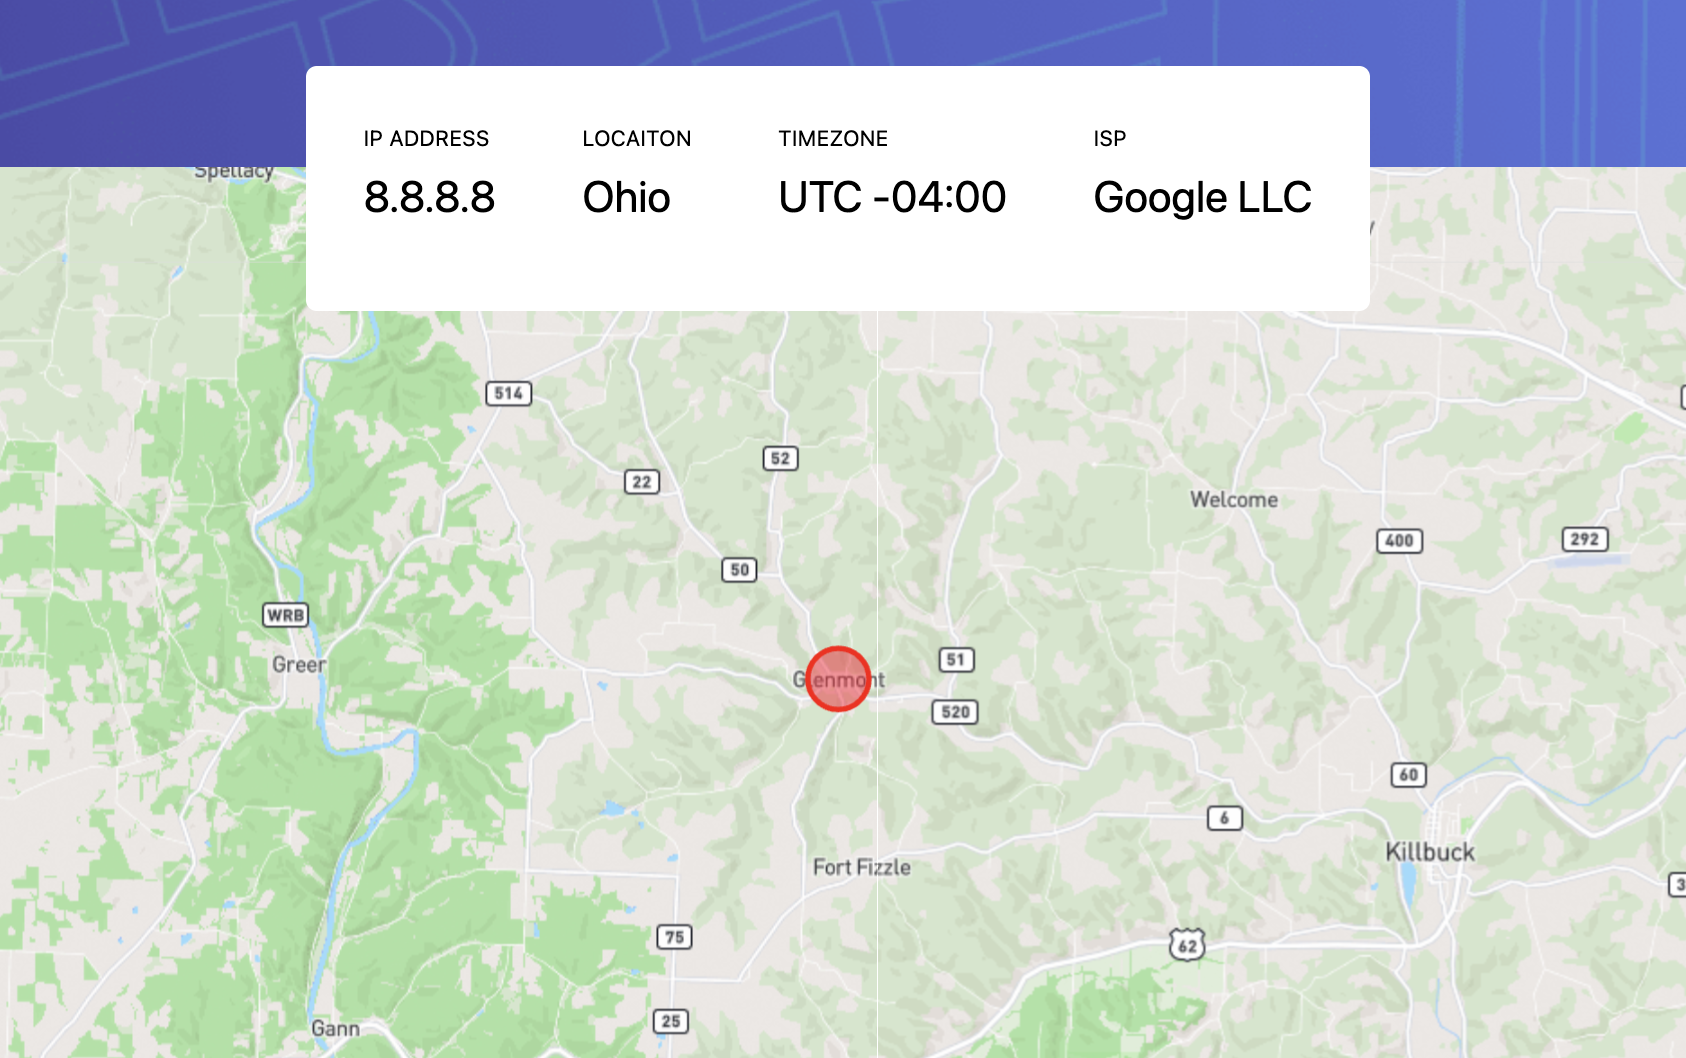 IP ADDRESS LOCAITON TIMEZONE ISP
8.8.8.8 Ohio UTC -04:00 Google LLC
Spellacy
514
52
22
Welcome
400
292
50
WRB
Greer
51
Glenmont
520
60
6
Killbuck
Fort Fizzle
75
62
25
Gann